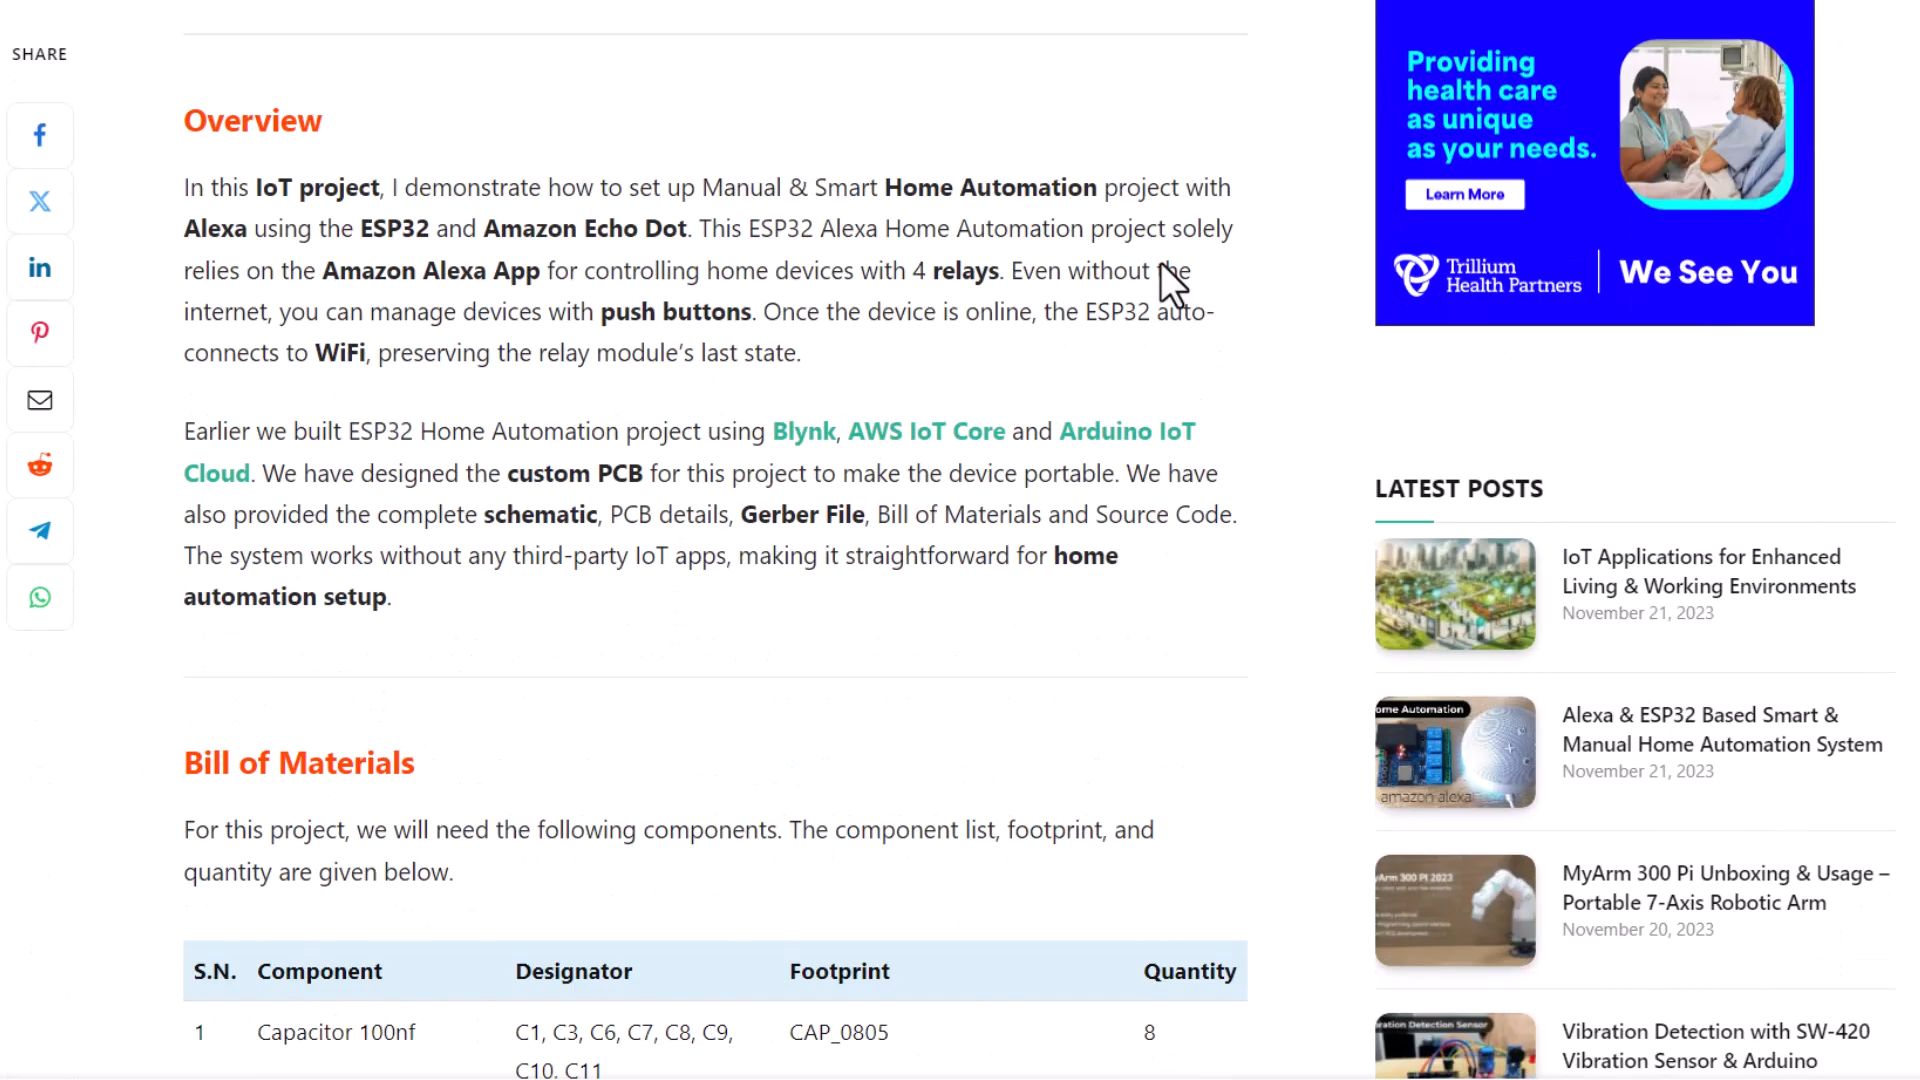 SHARE
Overview
In this IoT project, I demonstrate how to set up Manual & Smart Home Automation project with
Alexa using the ESP32 and Amazon Echo Dot. This ESP32 Alexa Home Automation project solely
relies on the Amazon Alexa App for controlling home devices with 4 relays. Even without the
internet, you can manage devices with push buttons. Once the device is online, the ESP32 auto-
connects to WiFi, preserving the relay module’s last state.
Earlier we built ESP32 Home Automation project using Blynk, AWS IoT Core and Arduino IoT
Cloud. We have designed the custom PCB for this project to make the device portable. We have
also provided the complete schematic, PCB details, Gerber File, Bill of Materials and Source Code.
The system works without any third-party IoT apps, making it straightforward for home
automation setup.
Bill of Materials
For this project, we will need the following components. The component list, footprint, and
quantity are given below.
S.N. Component Designator Footprint Quantity
1 Capacitor 100nf C1, C3, C6, C7, C8, C9, CAP_0805 8
C10, C11
Providing
health care
as unique
as your needs.
Learn More
Trillium
Health Partners
We See You
LATEST POSTS
IoT Applications for Enhanced
Living & Working Environments
November 21, 2023
ome Automation
amazon alexa
Alexa & ESP32 Based Smart &
Manual Home Automation System
November 21, 2023
yArm 300 PI 2023
MyArm 300 Pi Unboxing & Usage –
Portable 7-Axis Robotic Arm
November 20, 2023
ration Detection Sensor
Vibration Detection with SW-420
Vibration Sensor & Arduino